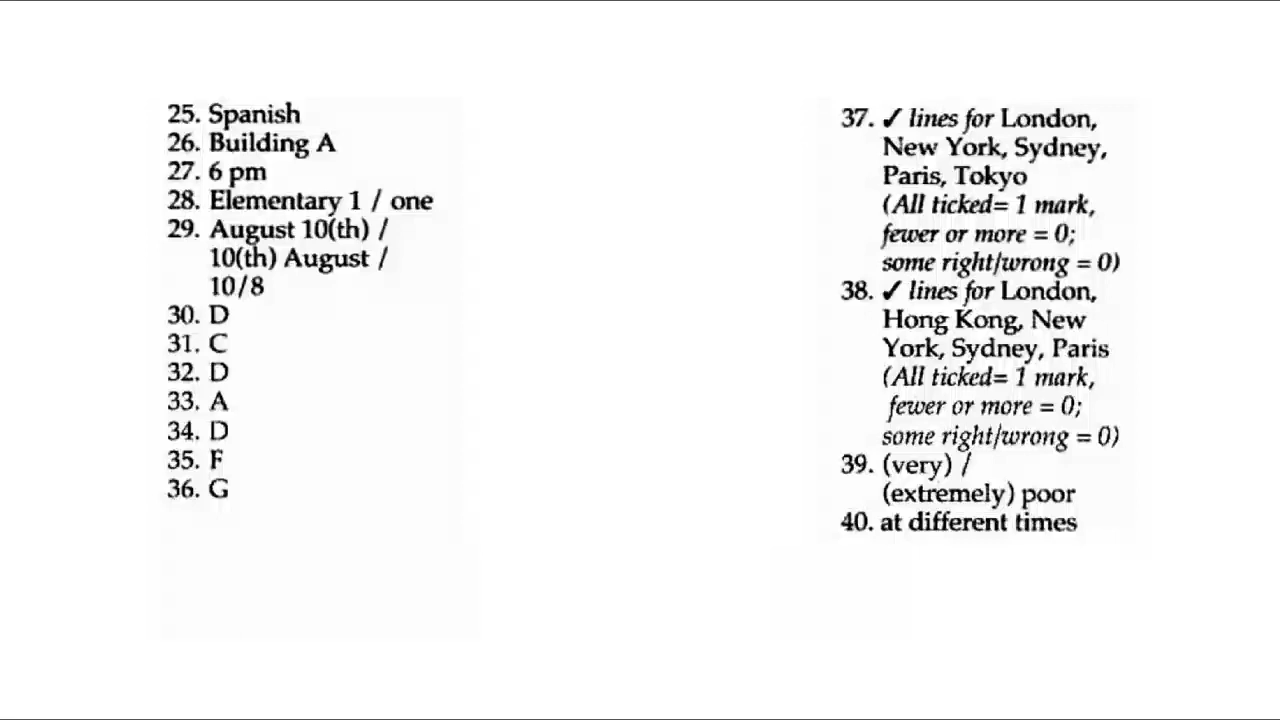 25. Spanish
26. Building A
27. 6 pm
28. Elementary 1 / one
29. August 10(th) /
10(th) August /
10/8
30. D
31. C
32. D
33. A
34. D
35. F
36. G
37. ✓ lines for London,
New York, Sydney,
Paris, Tokyo
(All ticked= 1 mark,
fewer or more = 0;
some right/wrong = 0)
38. ✓ lines for London,
Hong Kong, New
York, Sydney, Paris
(All ticked= 1 mark,
fewer or more = 0;
some right/wrong = 0)
39. (very) /
(extremely) poor
40. at different times